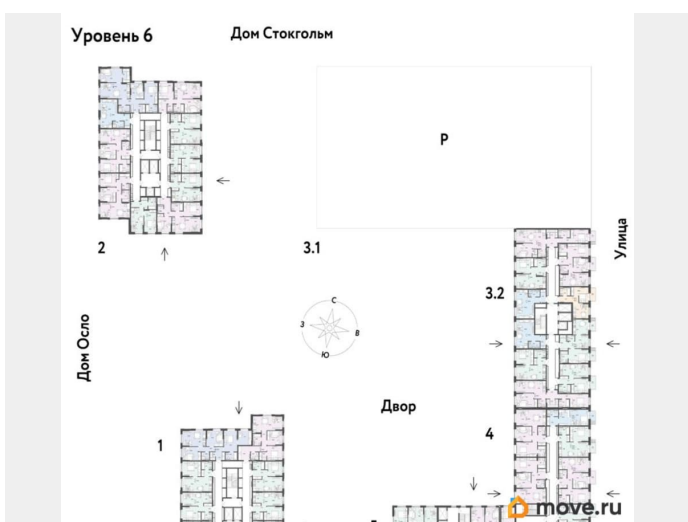 Уровень 6
Дом Стокгольм
P
Улица
2
3.1
3.2
С
З
В
Ю
Дом Осло
Двор
1
4
move.ru